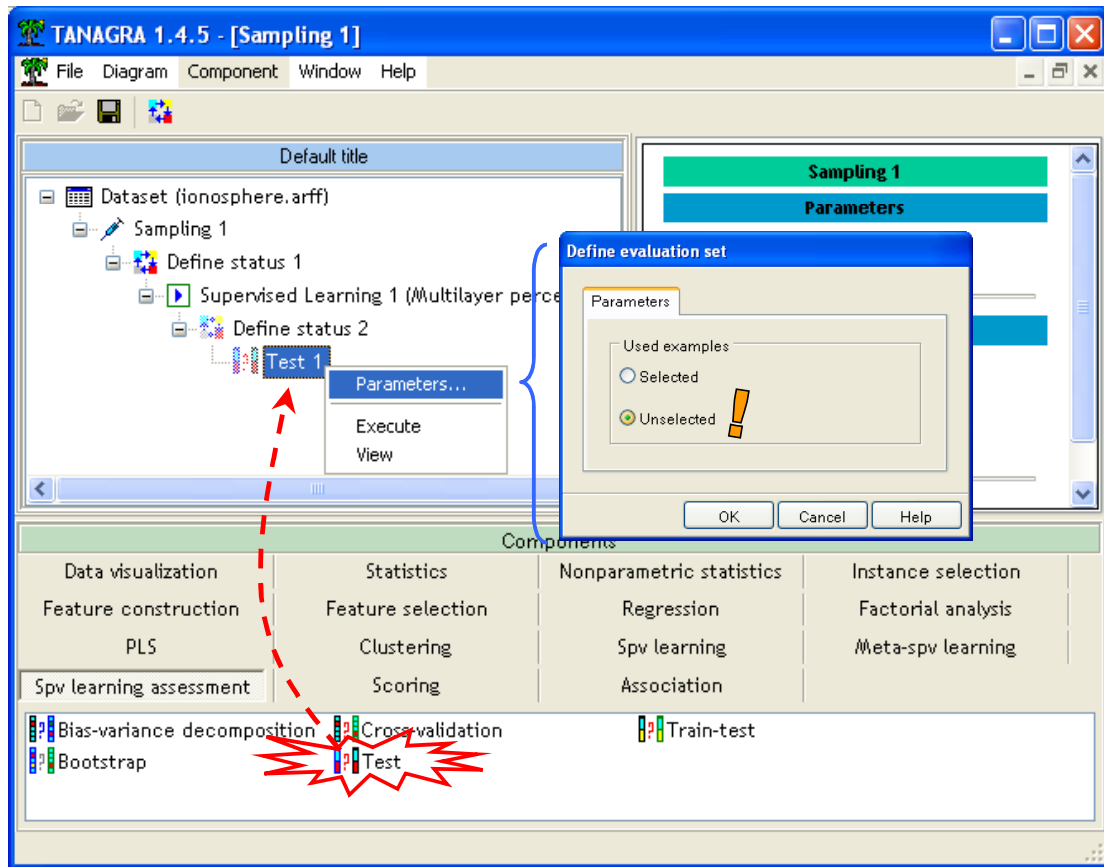 TANAGRA 1.4.5 - [Sampling 1]
File Diagram Component Window Help
Default title
Dataset (ionosphere.arff)
Sampling 1
Define status 1
Supervised Learning 1 (Multilayer perce
Define status 2
Test 1
Parameters...
Execute
View
Sampling 1
Parameters
Define evaluation set
Parameters
Used examples
Selected
Unselected
OK Cancel Help
Components
Data visualization Statistics Nonparametric statistics Instance selection
Feature construction Feature selection Regression Factorial analysis
PLS Clustering Spv learning Meta-spv learning
Spv learning assessment Scoring Association
Bias-variance decomposition Cross-validation Train-test
Bootstrap Test